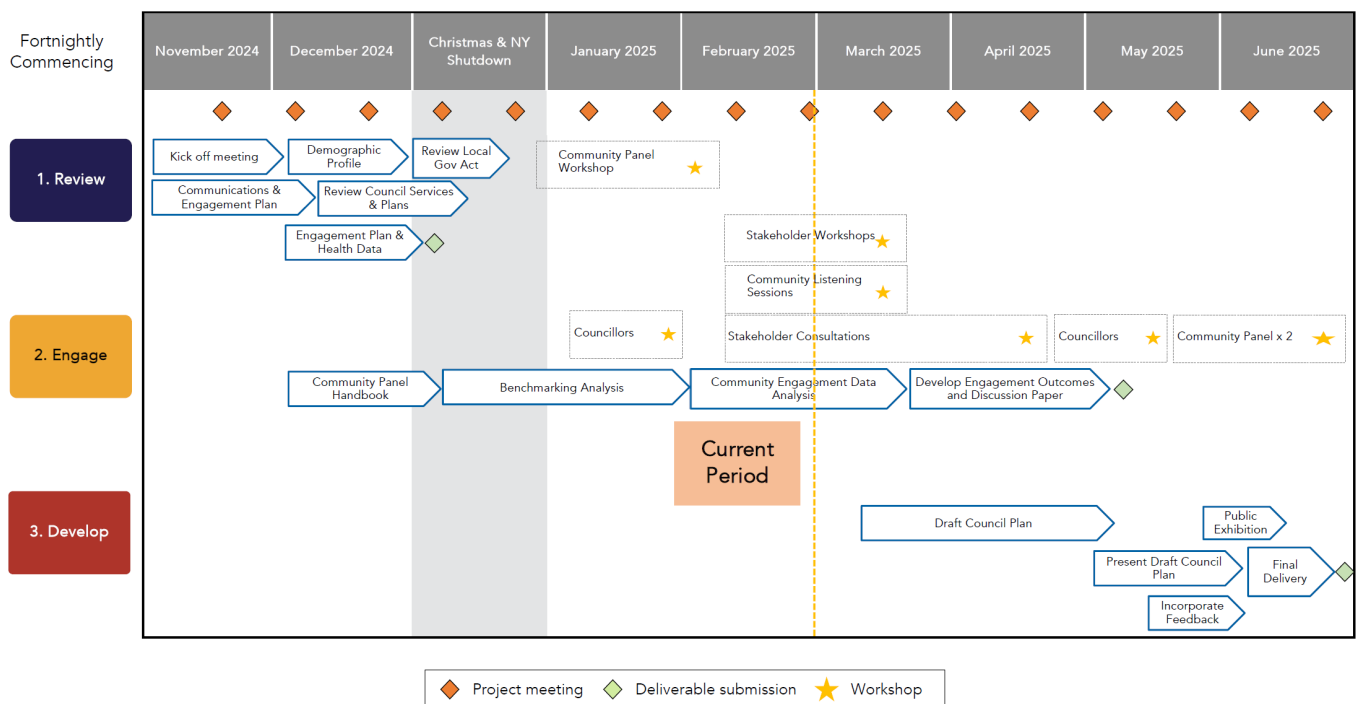 Fortnightly
Commencing
November 2024
December 2024
Christmas & NY
Shutdown
January 2025
February 2025
March 2025
April 2025
May 2025
June 2025
1. Review
Kick off meeting
Demographic
Profile
Review Local
Gov Act
Community Panel
Workshop
Communications &
Engagement Plan
Review Council Services
& Plans
Engagement Plan &
Health Data
Stakeholder Workshops
Community Listening
Sessions
2. Engage
Councillors
Stakeholder Consultations
Councillors
Community Panel x 2
Community Panel
Handbook
Benchmarking Analysis
Community Engagement Data
Analysis
Develop Engagement Outcomes
and Discussion Paper
Current
Period
3. Develop
Draft Council Plan
Public
Exhibition
Present Draft Council
Plan
Final
Delivery
Incorporate
Feedback
Project meeting
Deliverable submission
Workshop